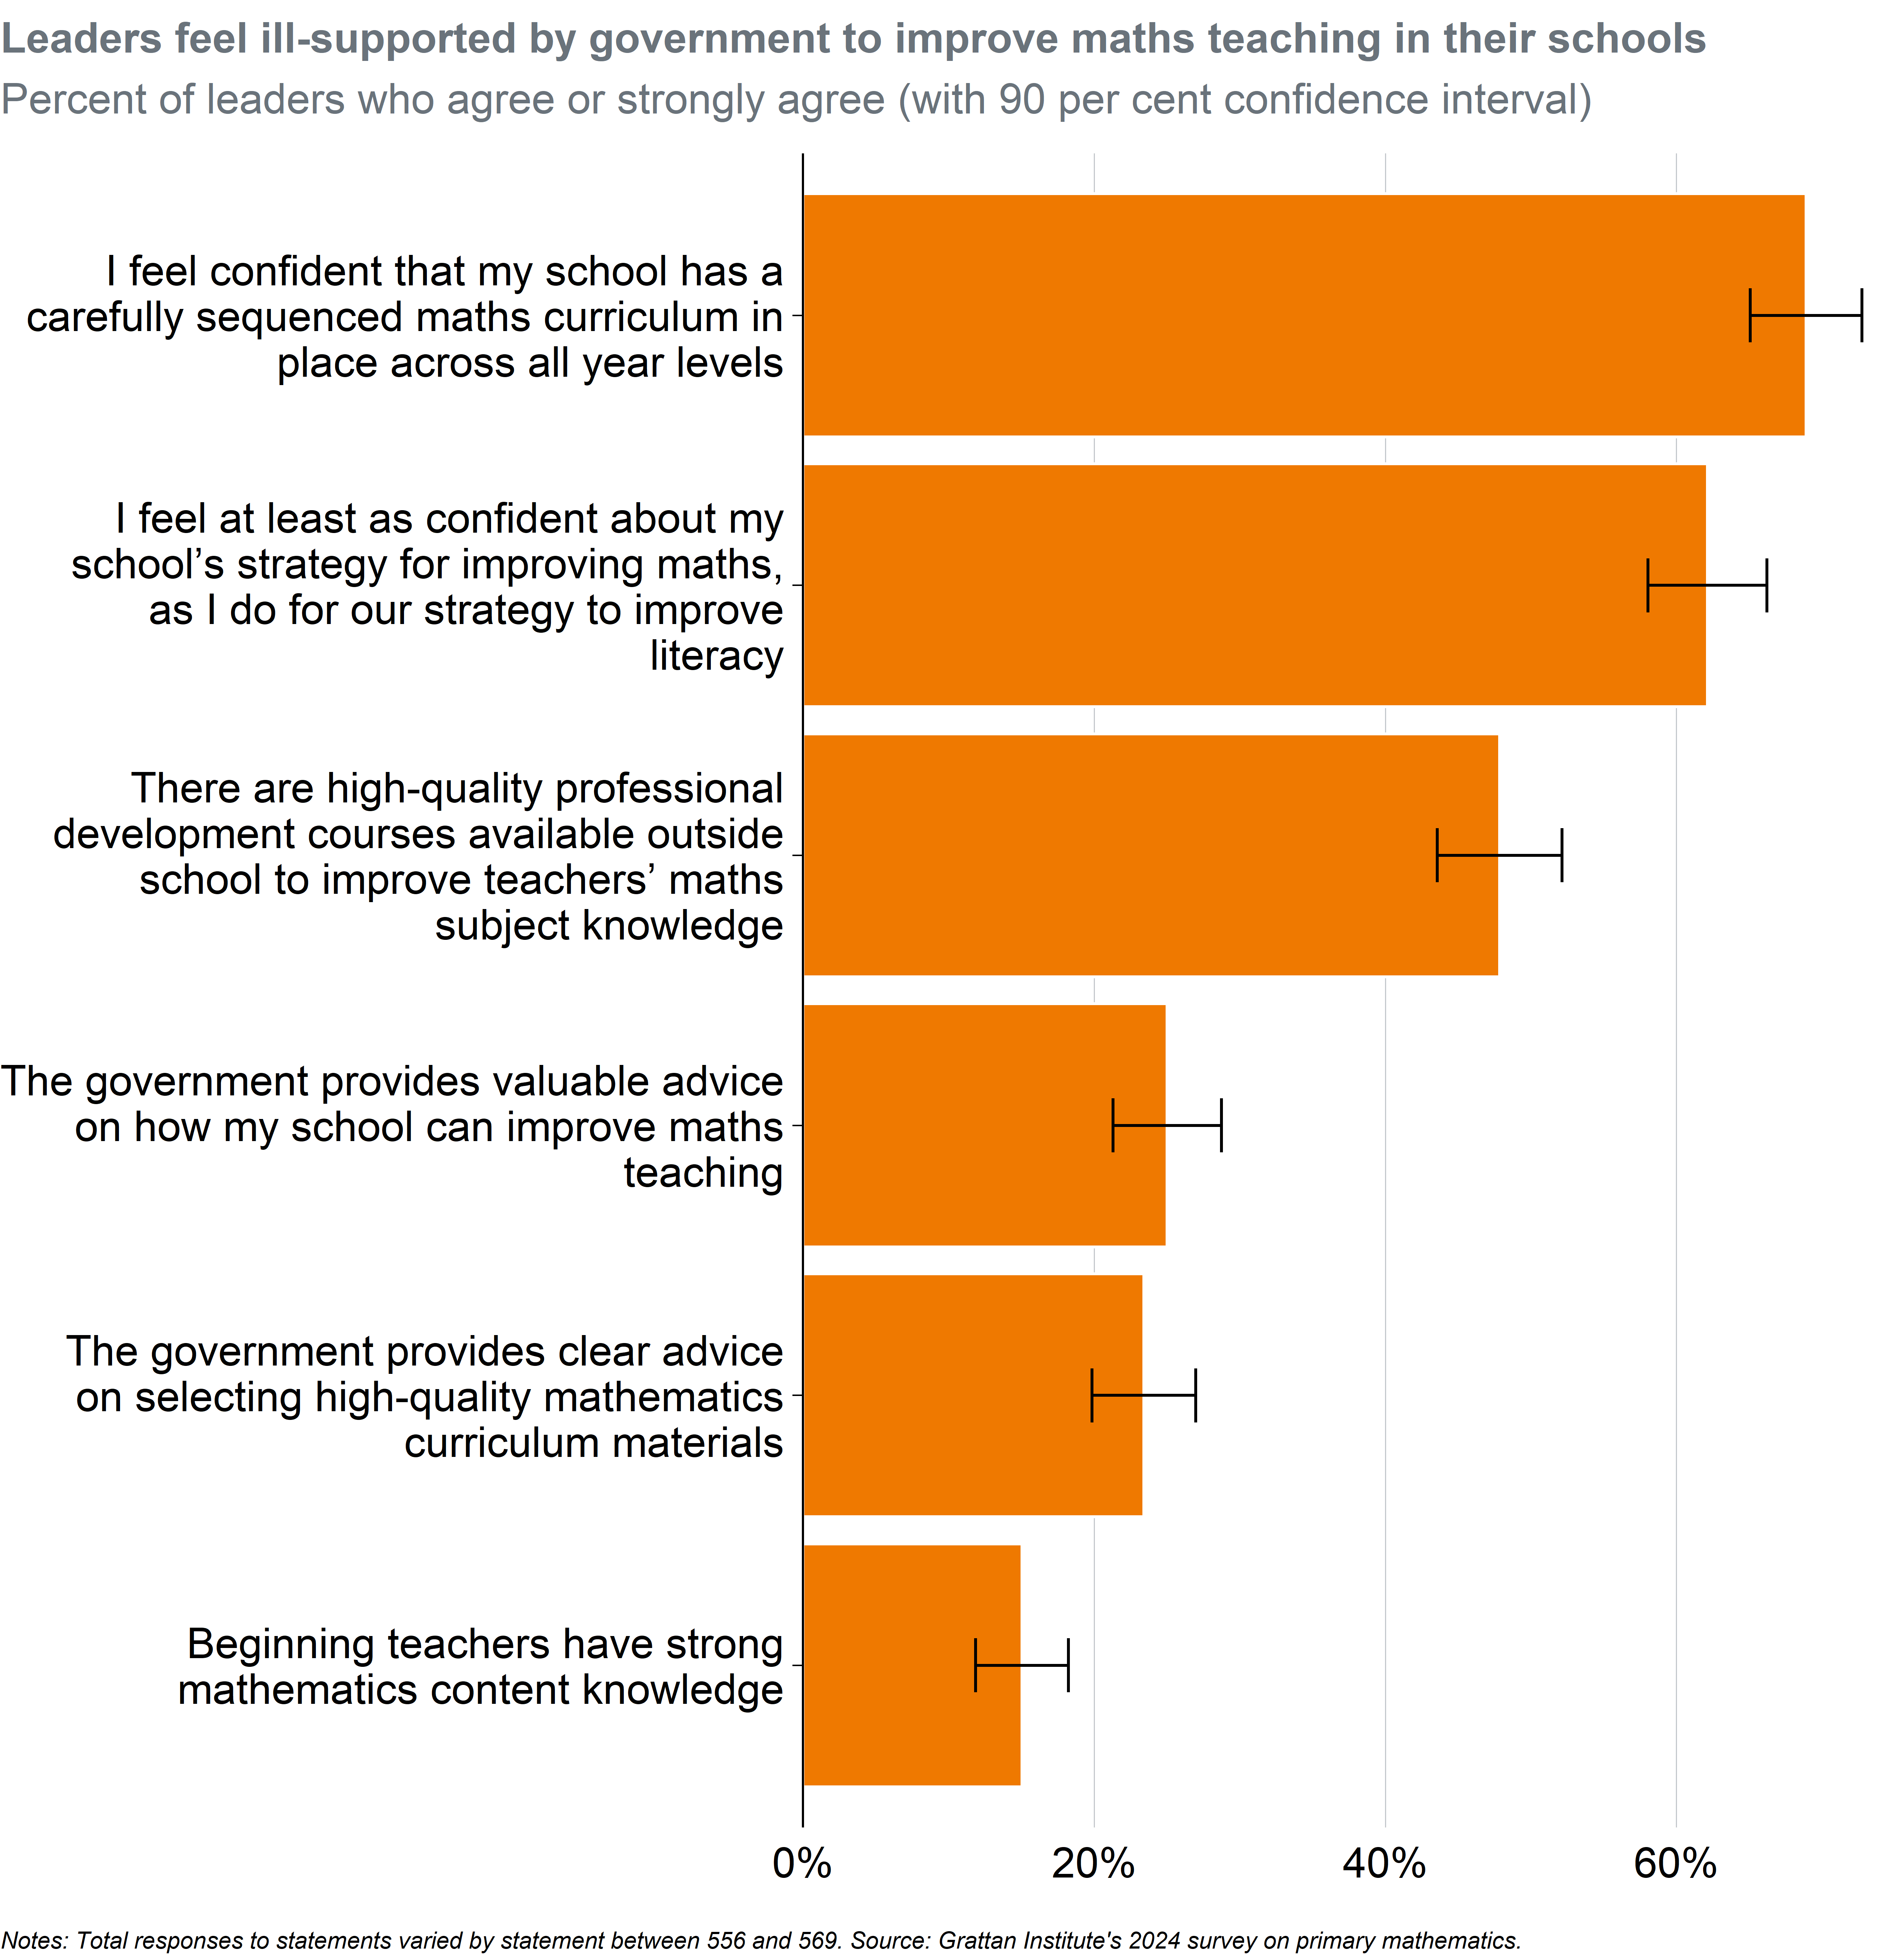 Leaders feel ill-supported by government to improve maths teaching in their schools
Percent of leaders who agree or strongly agree (with 90 per cent confidence interval)
I feel confident that my school has a
carefully sequenced maths curriculum in
place across all year levels
I feel at least as confident about my
school’s strategy for improving maths,
as I do for our strategy to improve
literacy
There are high-quality professional
development courses available outside
school to improve teachers’ maths
subject knowledge
The government provides valuable advice
on how my school can improve maths
teaching
The government provides clear advice
on selecting high-quality mathematics
curriculum materials
Beginning teachers have strong
mathematics content knowledge
0% 20% 40% 60%
Notes: Total responses to statements varied by statement between 556 and 569. Source: Grattan Institute's 2024 survey on primary mathematics.